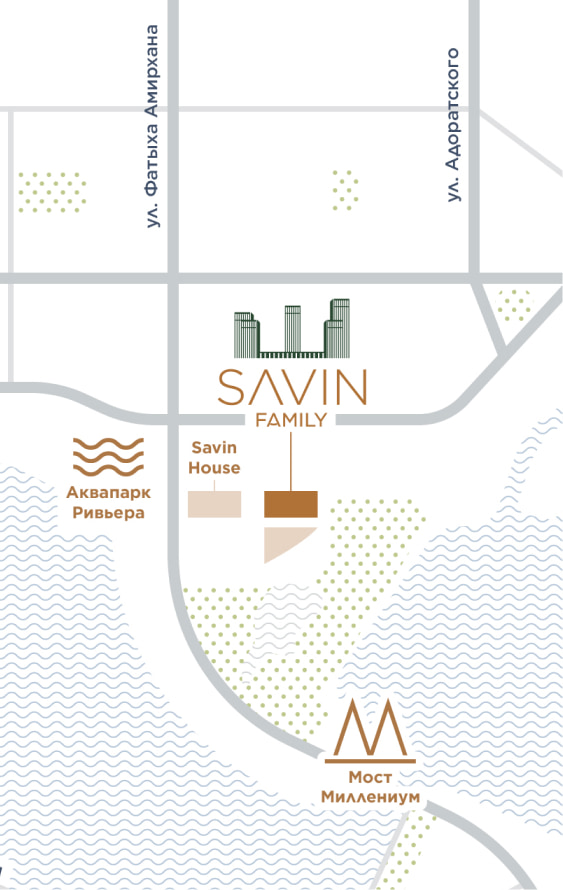 ул. Фатыха Амирхана
ул. Адоратского
SAVIN
FAMILY
Savin
House
Аквапарк
Ривьера
Мост
Миллениум